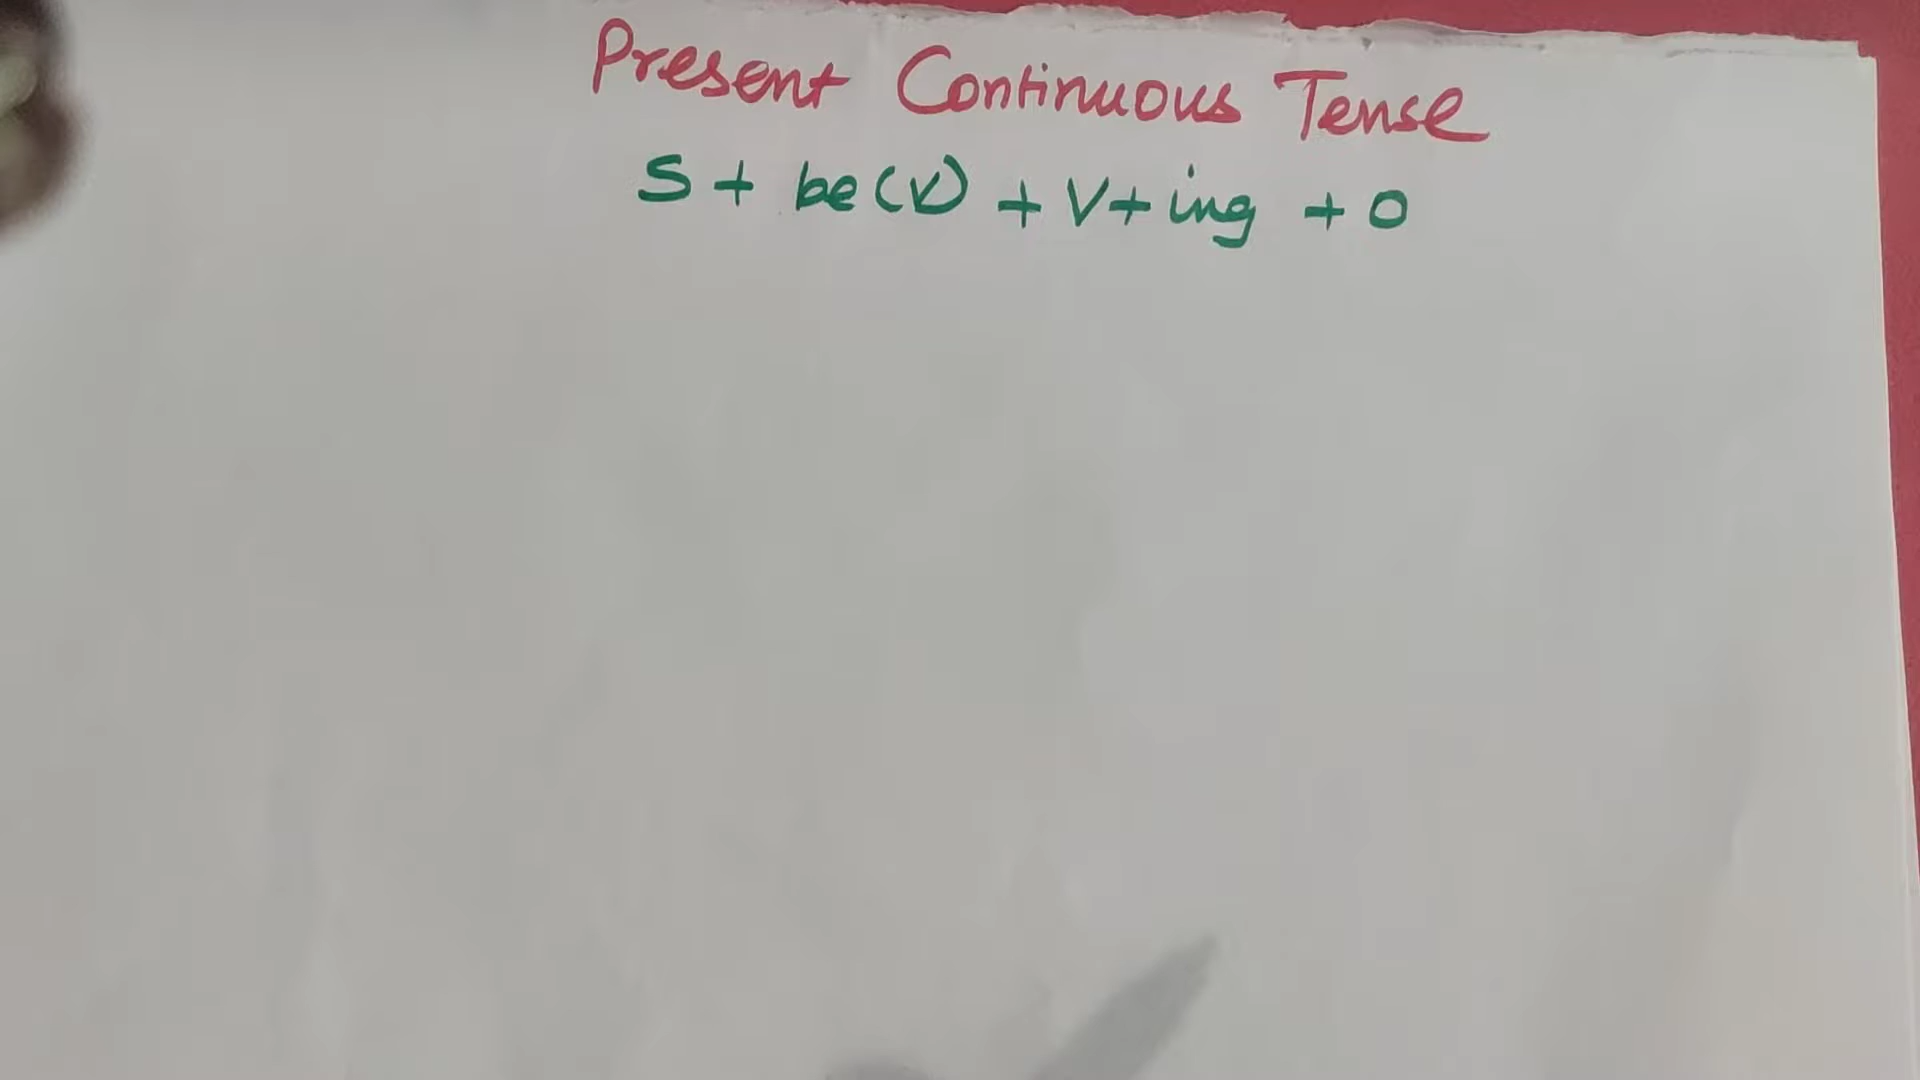 Present Continuous Tense
S + be(v) + V + ing + O